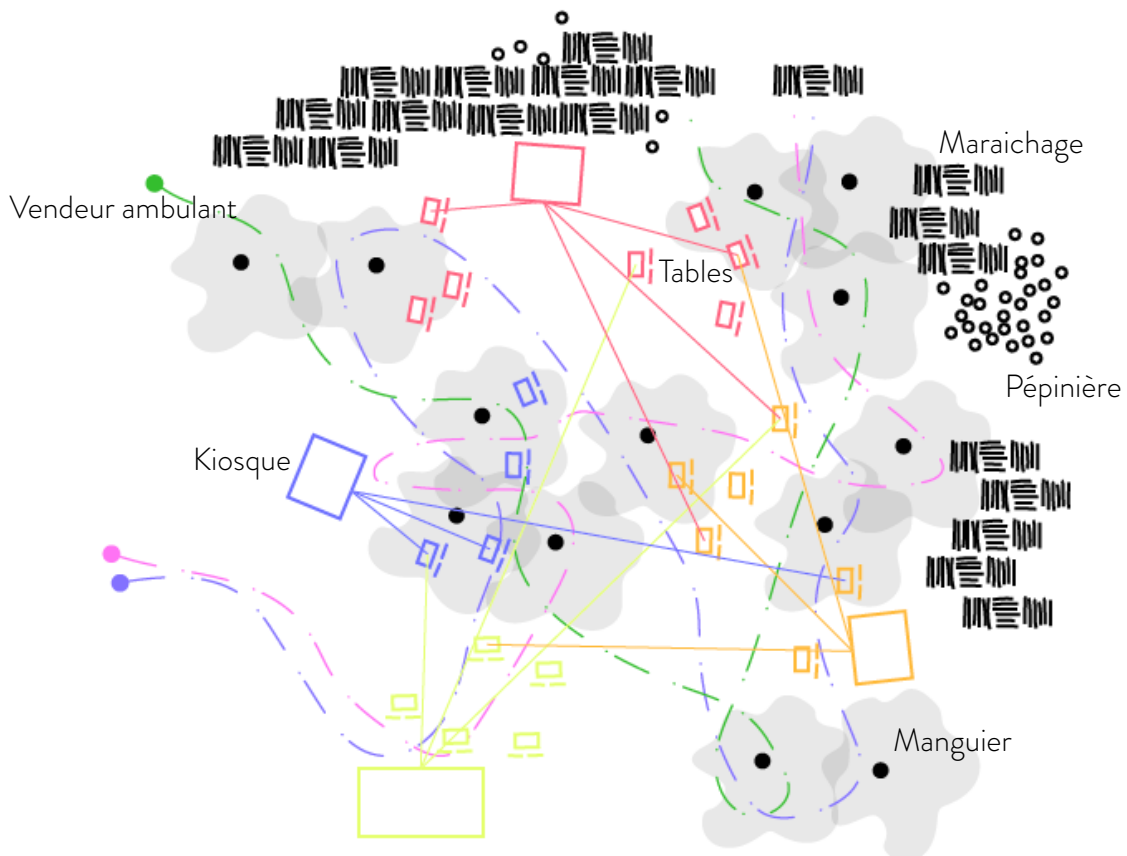 Maraichage
Vendeur ambulant
Tables
Pépinière
Kiosque
Manguier